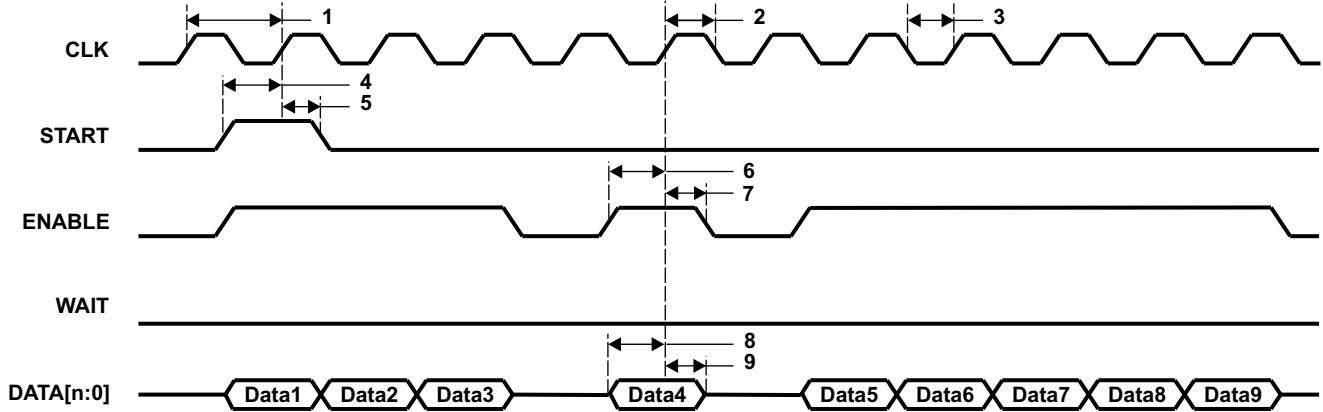 1 2 3
CLK
4
5
START
6
7
ENABLE
WAIT
8
9
DATA[n:0] Data1 Data2 Data3 Data4 Data5 Data6 Data7 Data8 Data9